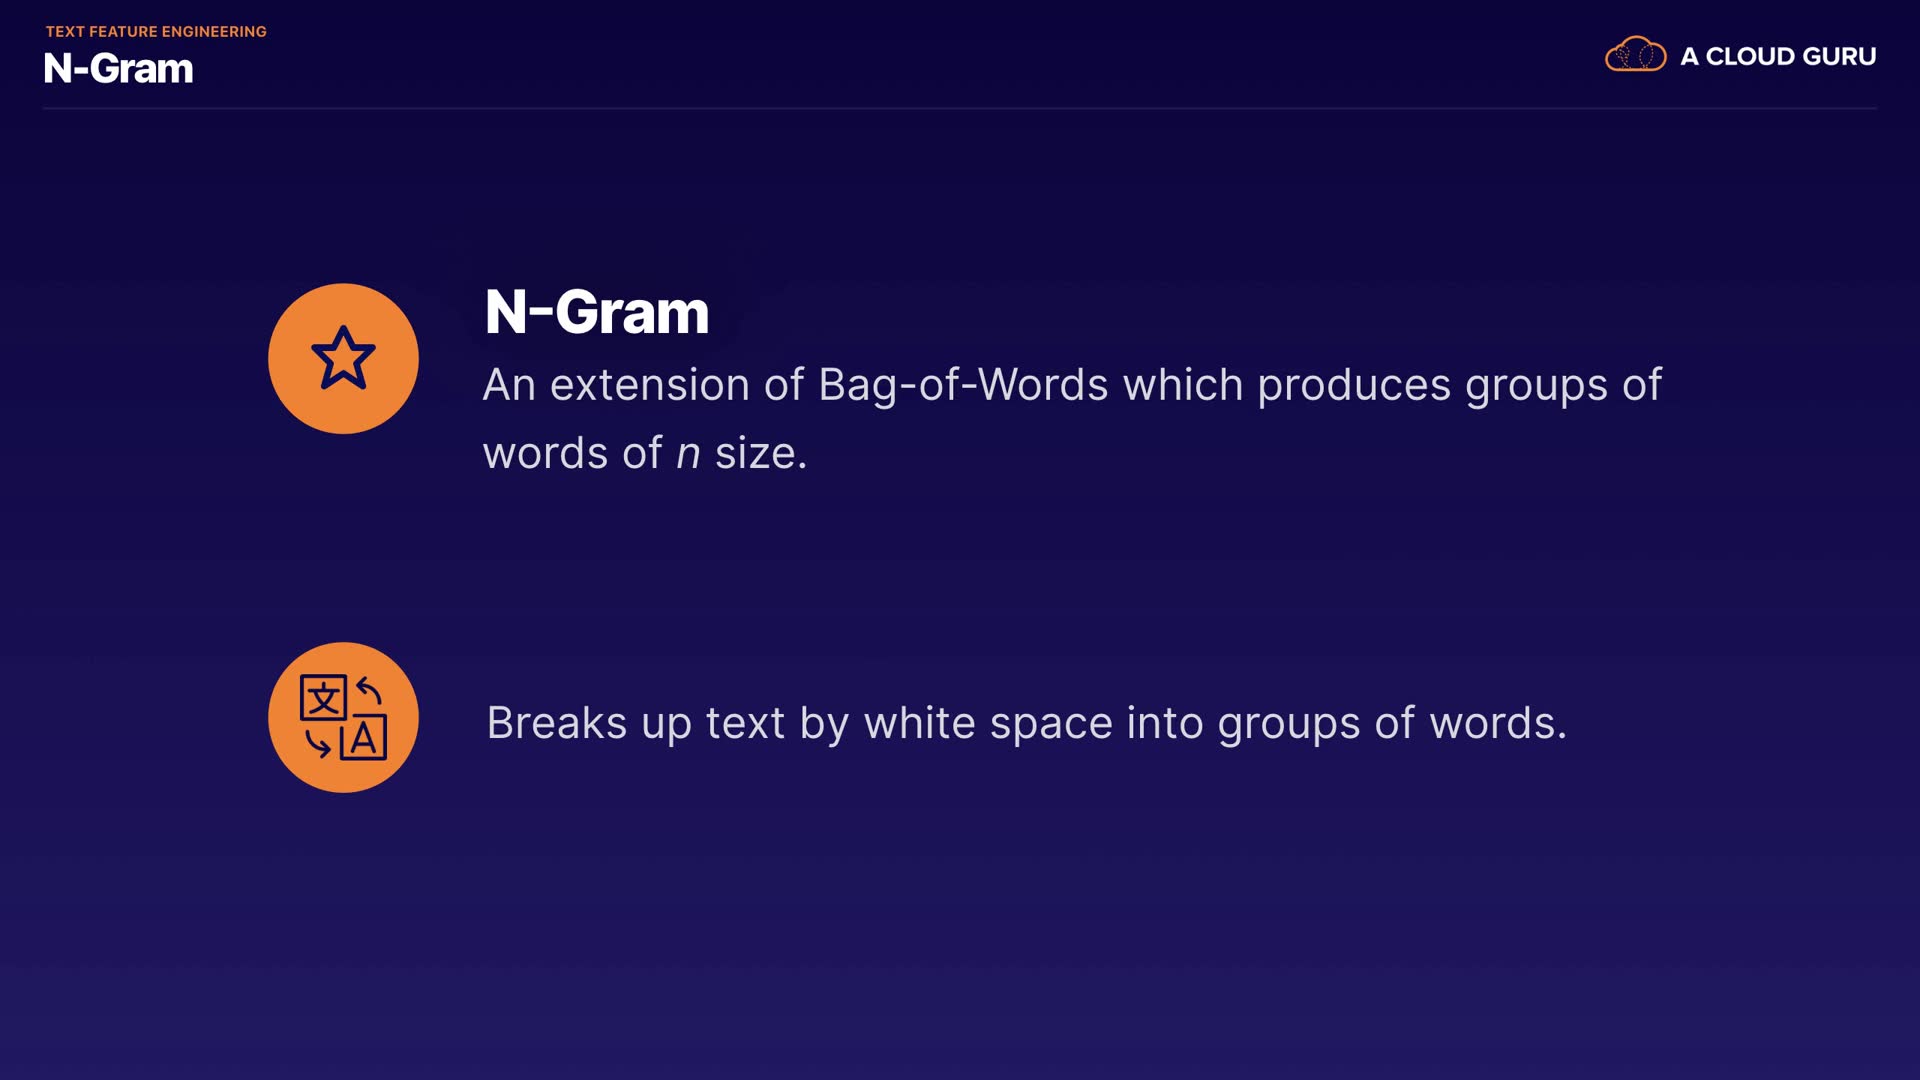 TEXT FEATURE ENGINEERING
N-Gram
A CLOUD GURU
N-Gram
An extension of Bag-of-Words which produces groups of
words of n size.
文
A
Breaks up text by white space into groups of words.